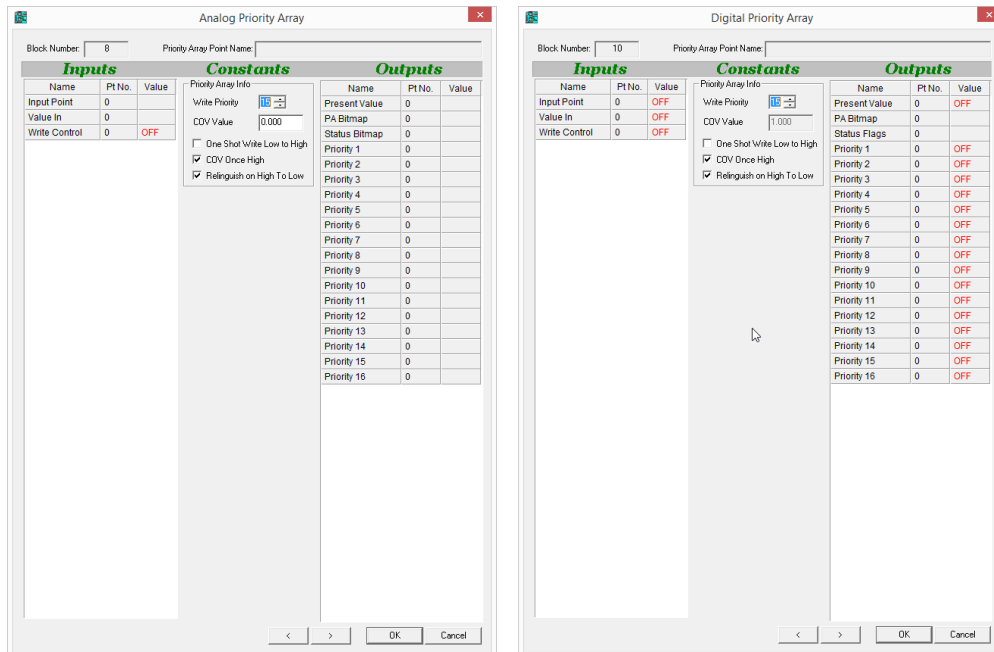 Analog Priority Array
Block Number: 8 Priority Array Point Name:
Inputs Constants Outputs
Name Pt No. Value
Input Point 0
Value In 0
Write Control 0 OFF
Priority Array Info
Write Priority 15
COV Value 0.000
One Shot Write Low to High
COV Once High
Relinguish on High To Low
Name Pt No. Value
Present Value 0
PA Bitmap 0
Status Bitmap 0
Priority 1 0
Priority 2 0
Priority 3 0
Priority 4 0
Priority 5 0
Priority 6 0
Priority 7 0
Priority 8 0
Priority 9 0
Priority 10 0
Priority 11 0
Priority 12 0
Priority 13 0
Priority 14 0
Priority 15 0
Priority 16 0
< > OK Cancel
Digital Priority Array
Block Number: 10 Priority Array Point Name:
Inputs Constants Outputs
Name Pt No. Value
Input Point 0 OFF
Value In 0 OFF
Write Control 0 OFF
Priority Array Info
Write Priority 15
COV Value 1.000
One Shot Write Low to High
COV Once High
Relinguish on High To Low
Name Pt No. Value
Present Value 0 OFF
PA Bitmap 0
Status Flags 0
Priority 1 0 OFF
Priority 2 0 OFF
Priority 3 0 OFF
Priority 4 0 OFF
Priority 5 0 OFF
Priority 6 0 OFF
Priority 7 0 OFF
Priority 8 0 OFF
Priority 9 0 OFF
Priority 10 0 OFF
Priority 11 0 OFF
Priority 12 0 OFF
Priority 13 0 OFF
Priority 14 0 OFF
Priority 15 0 OFF
Priority 16 0 OFF
< > OK Cancel